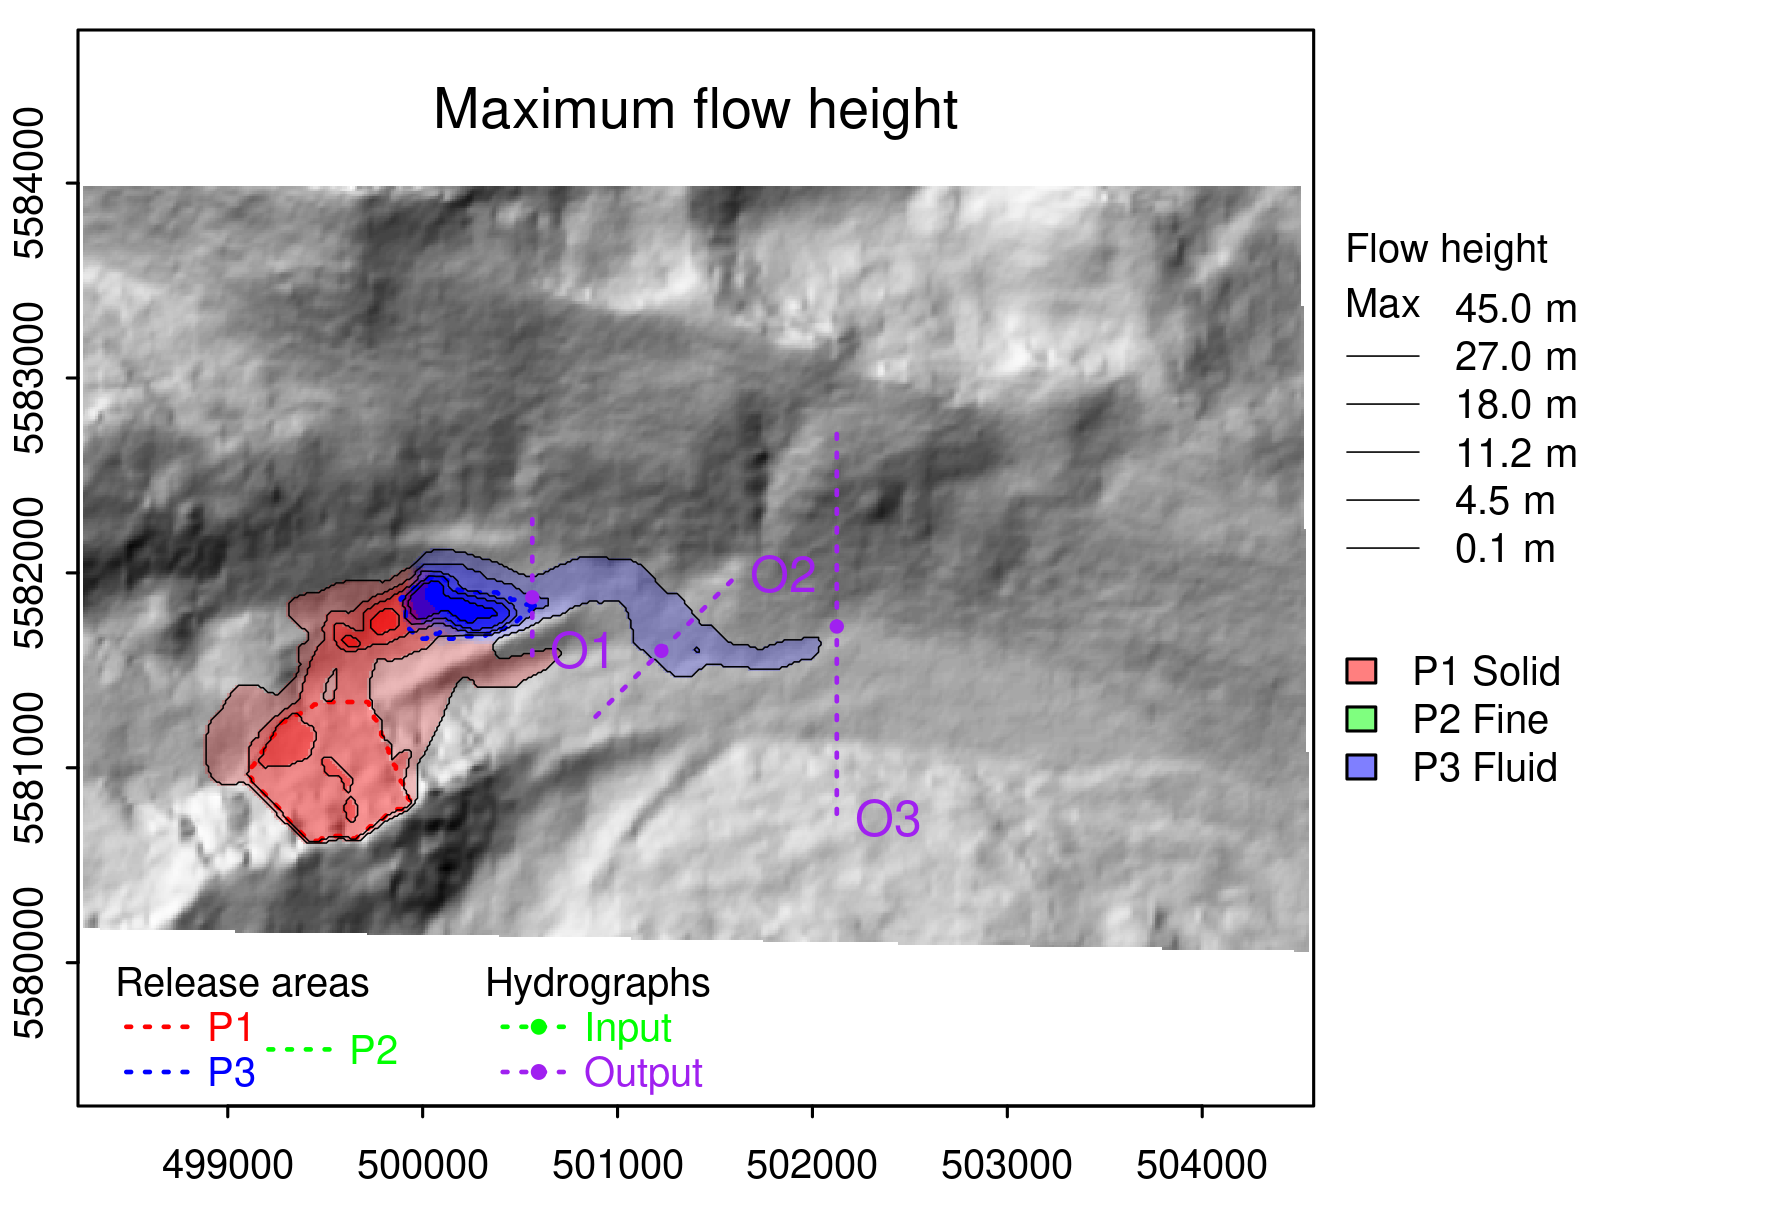 Maximum flow height
5584000
5583000
5582000
5581000
5580000
O2
O1
O3
Flow height
Max 45.0 m
27.0 m
18.0 m
11.2 m
4.5 m
0.1 m
P1 Solid
P2 Fine
P3 Fluid
Release areas
P1
P2
P3
Hydrographs
Input
Output
499000 500000 501000 502000 503000 504000